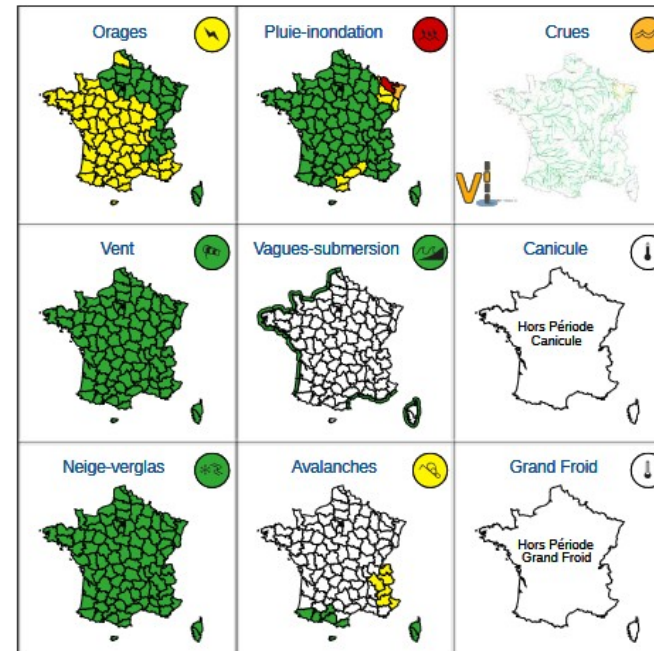 Orages
Pluie-inondation
Crues
Vent
Vagues-submersion
Canicule
Hors Période
Canicule
Neige-verglas
Avalanches
Grand Froid
Hors Période
Grand Froid